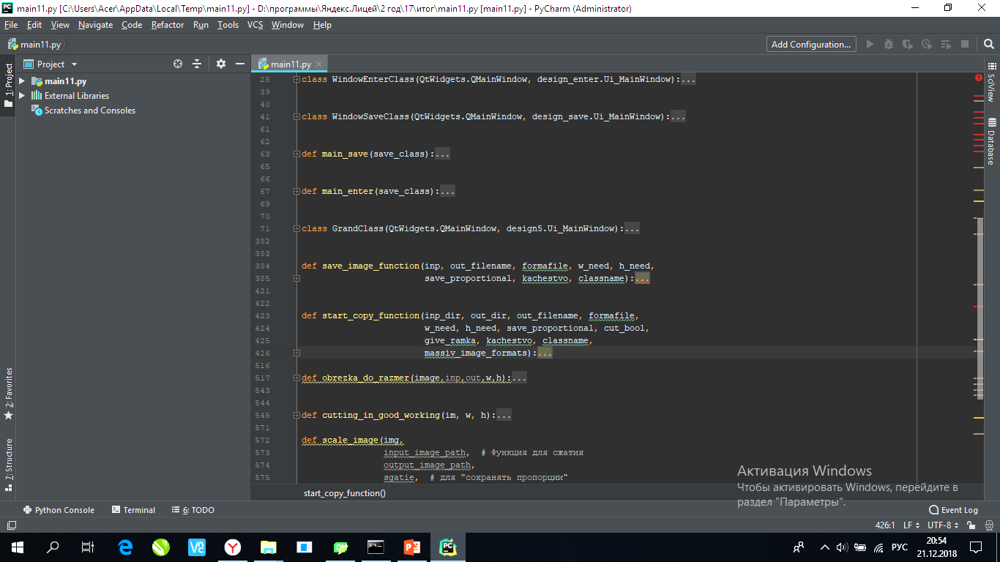 main11.py [C:\Users\Acer\AppData\Local\Temp\main11.py] - D:\программы\Яндекс.Лицей\2 год\17\итог\main11.py [main11.py] - PyCharm (Administrator)
File Edit View Navigate Code Refactor Run Tools VCS Window Help
main11.py
Add Configuration...
Project
main11.py
1: Project
main11.py
External Libraries
Scratches and Consoles
25 class WindowEnterClass(QtWidgets.QMainWindow, design_enter.Ui_MainWindow):...
39
40
41 class WindowSaveClass(QtWidgets.QMainWindow, design_save.Ui_MainWindow):...
61
62
63 def main_save(save_class):...
65
66
67 def main_enter(save_class):...
69
70
71 class GrandClass(QtWidgets.QMainWindow, design5.Ui_MainWindow):...
382
383
384 def save_image_function(inp, out_filename, formafile, w_need, h_need,
385 save_proportional, kachestvo, classname):...
421
422
423 def start_copy_function(inp_dir, out_dir, out_filename, formafile,
424 w_need, h_need, save_proportional, cut_bool,
425 give_ramka, kachestvo, classname,
426 massiv_image_formats):...
516
517 def obrezka_do_razmer(image,inp,out,w,h):...
543
544
545 def cutting_in_good_working(im, w, h):...
571
572 def scale_image(img,
573 input_image_path, # Функция для сжатия
574 output_image_path,
575 sgatie, # для "сохранять пропорции"
start_copy_function()
SciView
Database
2: Favorites
7: Structure
Активация Windows
Чтобы активировать Windows, перейдите в
раздел "Параметры".
Python Console Terminal 6: TODO Event Log
426:1 LF UTF-8
РУС
20:54
21.12.2018